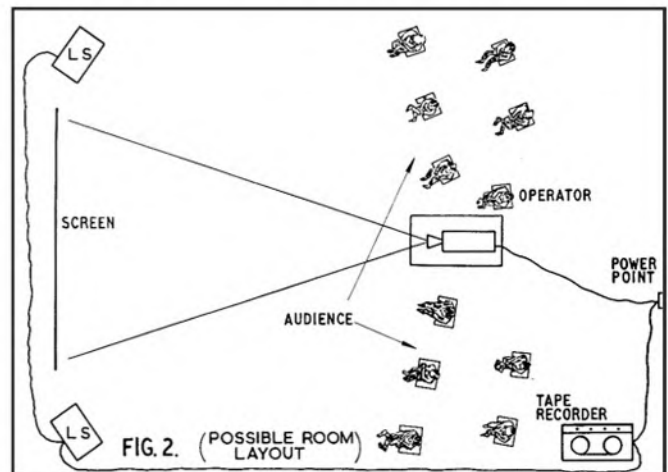 LS
SCREEN
OPERATOR
POWER
POINT
AUDIENCE
TAPE
RECORDER
LS
FIG. 2. (POSSIBLE ROOM
LAYOUT)